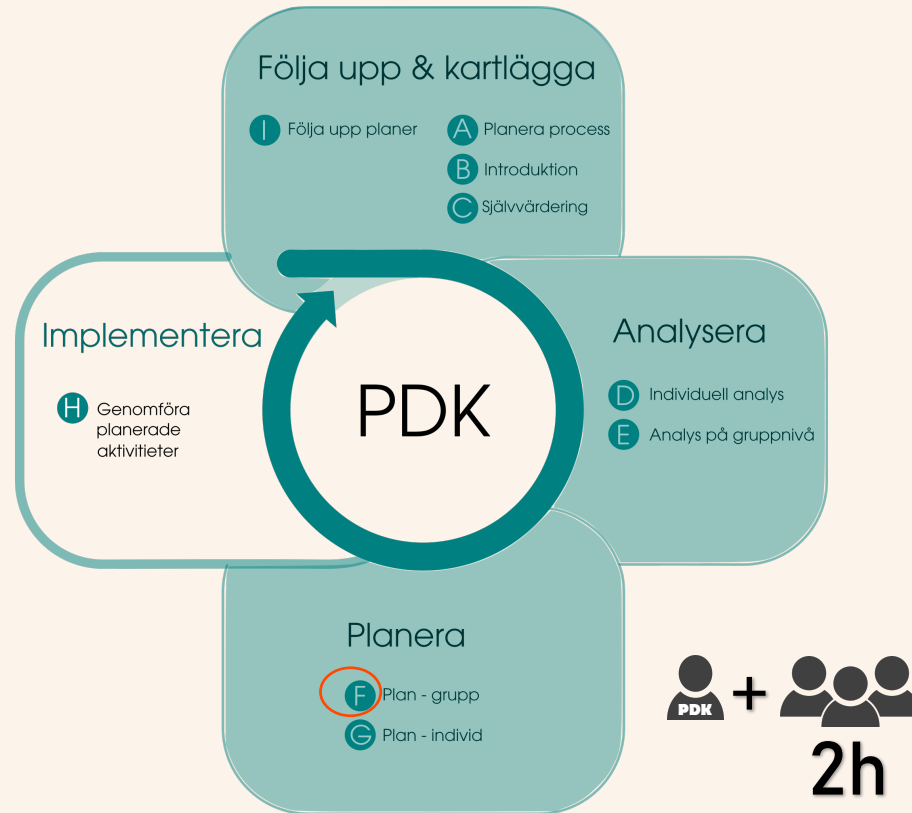 Följa upp & kartlägga
I Följa upp planer
A Planera process
B Introduktion
C Självvärdering
Analysera
D Individuell analys
E Analys på gruppnivå
Implementera
H Genomföra
planerade
aktivitieter
PDK
Planera
F Plan - grupp
G Plan - individ
PDK
+
2h